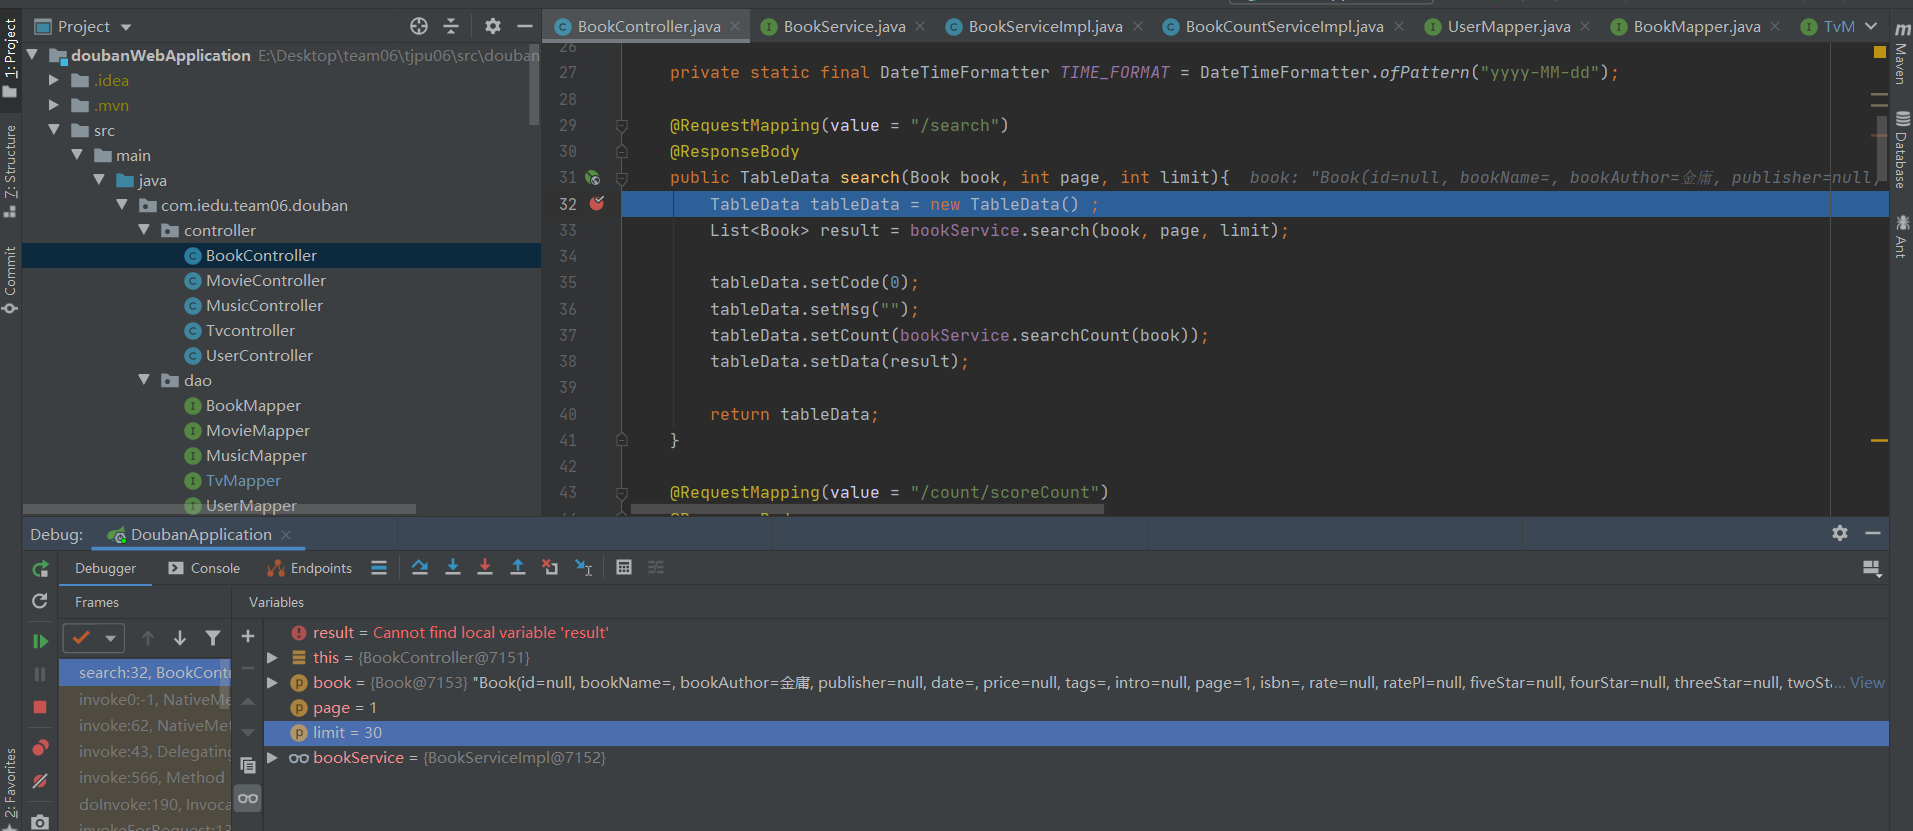 Project
BookController.java
BookService.java
BookServiceImpl.java
BookCountServiceImpl.java
UserMapper.java
BookMapper.java
TvM
1: Project
Z: Structure
Commit
2: Favorites
m
Maven
Database
Ant
doubanWebApplication E:\Desktop\team06\tjpu06\src\douban
.idea
.mvn
src
main
java
com.iedu.team06.douban
controller
BookController
MovieController
MusicController
Tvcontroller
UserController
dao
BookMapper
MovieMapper
MusicMapper
TvMapper
UserMapper
26
27 private static final DateTimeFormatter TIME_FORMAT = DateTimeFormatter.ofPattern("yyyy-MM-dd");
28
29 @RequestMapping(value = "/search")
30 @ResponseBody
31 public TableData search(Book book, int page, int limit){ book: "Book(id=null, bookName=, bookAuthor=金庸, publisher=null,
32 TableData tableData = new TableData() ;
33 List<Book> result = bookService.search(book, page, limit);
34
35 tableData.setCode(0);
36 tableData.setMsg("");
37 tableData.setCount(bookService.searchCount(book));
38 tableData.setData(result);
39
40 return tableData;
41 }
42
43 @RequestMapping(value = "/count/scoreCount")
Debug: DoubanApplication
Debugger Console Endpoints
Frames Variables
search:32, BookContr
invoke0:-1, NativeMe
invoke:62, NativeMet
invoke:43, Delegating
invoke:566, Method
doInvoke:190, Invoca
result = Cannot find local variable 'result'
this = {BookController@7151}
book = {Book@7153} "Book(id=null, bookName=, bookAuthor=金庸, publisher=null, date=, price=null, tags=, intro=null, page=1, isbn=, rate=null, ratePl=null, fiveStar=null, fourStar=null, threeStar=null, twoSta... View
page = 1
limit = 30
bookService = {BookServiceImpl@7152}